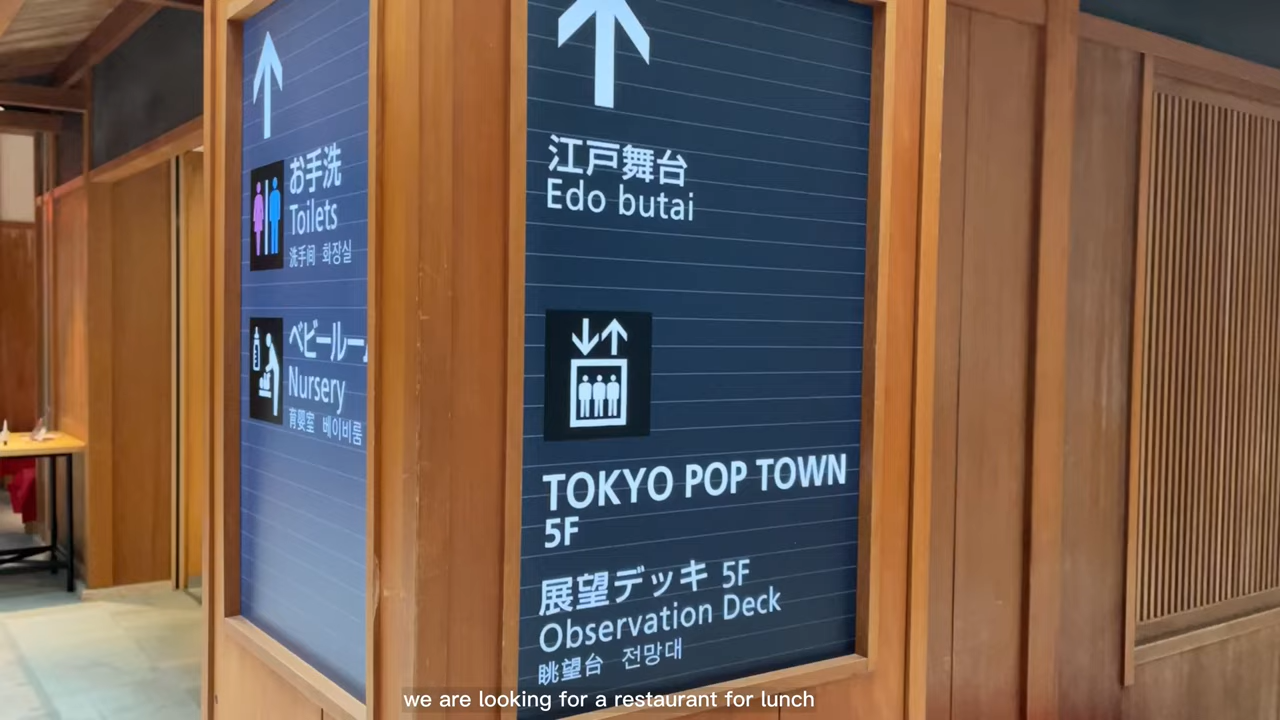 お手洗
Toilets
洗手间 화장실
ベビールーム
Nursery
育婴室 베이비룸
江戸舞台
Edo butai
TOKYO POP TOWN
5F
展望デッキ 5F
Observation Deck
眺望台 전망대
we are looking for a restaurant for lunch